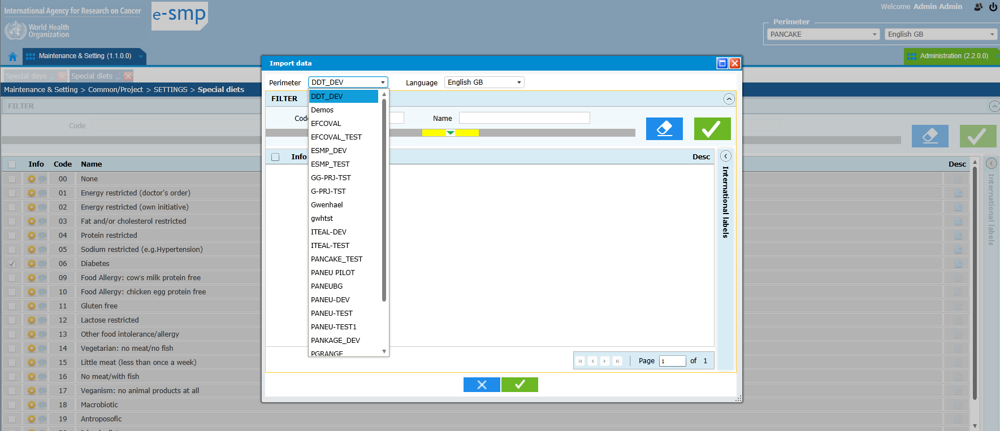 International Agency for Research on Cancer
World Health
Organization
e-smp
Welcome Admin Admin
Perimeter
PANCAKE
English GB
Maintenance & Setting (1.1.0.0)
Administration (2.2.0.0)
Special days
Special diets
Maintenance & Setting > Common/Project > SETTINGS > Special diets
FILTER
Code
Info Code Name
Desc
00 None
01 Energy restricted (doctor's order)
02 Energy restricted (own initiative)
03 Fat and/or cholesterol restricted
04 Protein restricted
05 Sodium restricted (e.g.Hypertension)
06 Diabetes
09 Food Allergy: cow's milk protein free
10 Food Allergy: chicken egg protein free
11 Gluten free
12 Lactose restricted
13 Other food intolerance/allergy
14 Vegetarian: no meat/no fish
15 Little meat (less than once a week)
16 No meat/with fish
17 Veganism: no animal products at all
18 Macrobiotic
19 Antroposofic
International labels
Import data
Perimeter DDT_DEV
Language English GB
FILTER
Name
Info
Desc
DDT_DEV
Demos
EFCOVAL
EFCOVAL_TEST
ESMP_DEV
ESMP_TEST
GG-PRJ-TST
G-PRJ-TST
Gwenhael
gwhtst
ITEAL-DEV
ITEAL-TEST
PANCAKE_TEST
PANEU PILOT
PANEUBG
PANEU-DEV
PANEU-TEST
PANEU-TEST1
PANKAGE_DEV
PGRANGE
International labels
Page 1 of 1